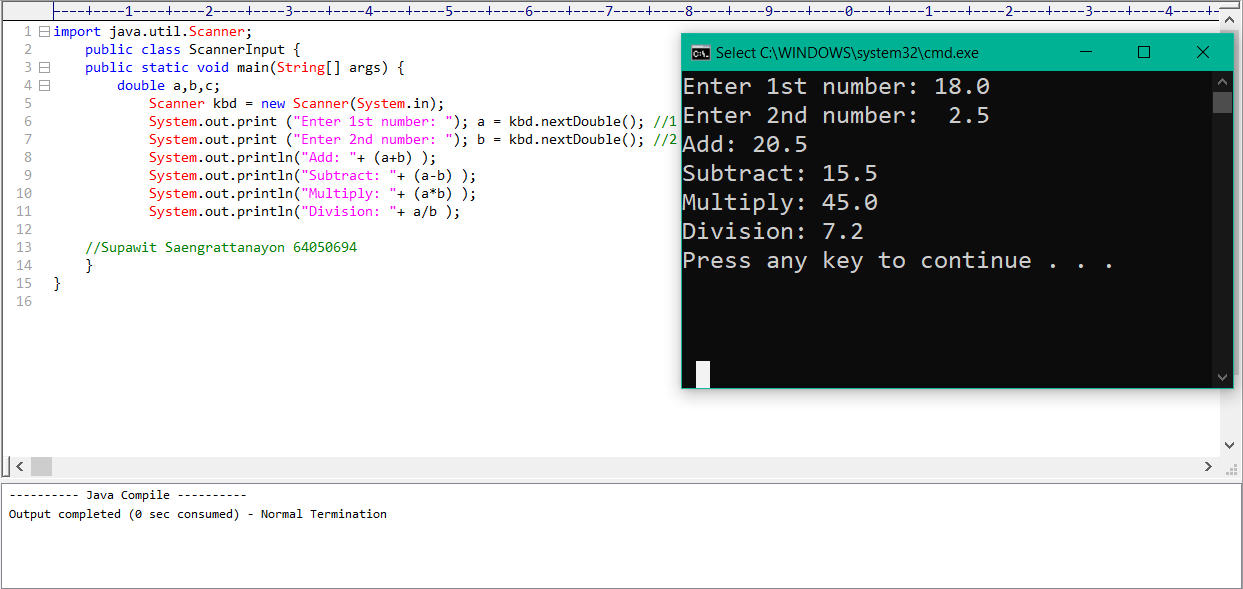 ----+----1----+----2----+----3----+----4----+----5----+----6----+----7----+----8----+----9----+----0----+----1----+----2----+----3----+----4----+-
1 import java.util.Scanner;
2 public class ScannerInput {
3 public static void main(String[] args) {
4 double a,b,c;
5 Scanner kbd = new Scanner(System.in);
6 System.out.print ("Enter 1st number: "); a = kbd.nextDouble(); //1
7 System.out.print ("Enter 2nd number: "); b = kbd.nextDouble(); //2
8 System.out.println("Add: "+ (a+b) );
9 System.out.println("Subtract: "+ (a-b) );
10 System.out.println("Multiply: "+ (a*b) );
11 System.out.println("Division: "+ a/b );
12
13 //Supawit Saengrattanayon 64050694
14 }
15 }
16
Select C:\WINDOWS\system32\cmd.exe
Enter 1st number: 18.0
Enter 2nd number:  2.5
Add: 20.5
Subtract: 15.5
Multiply: 45.0
Division: 7.2
Press any key to continue . . .
---------- Java Compile ----------
Output completed (0 sec consumed) - Normal Termination